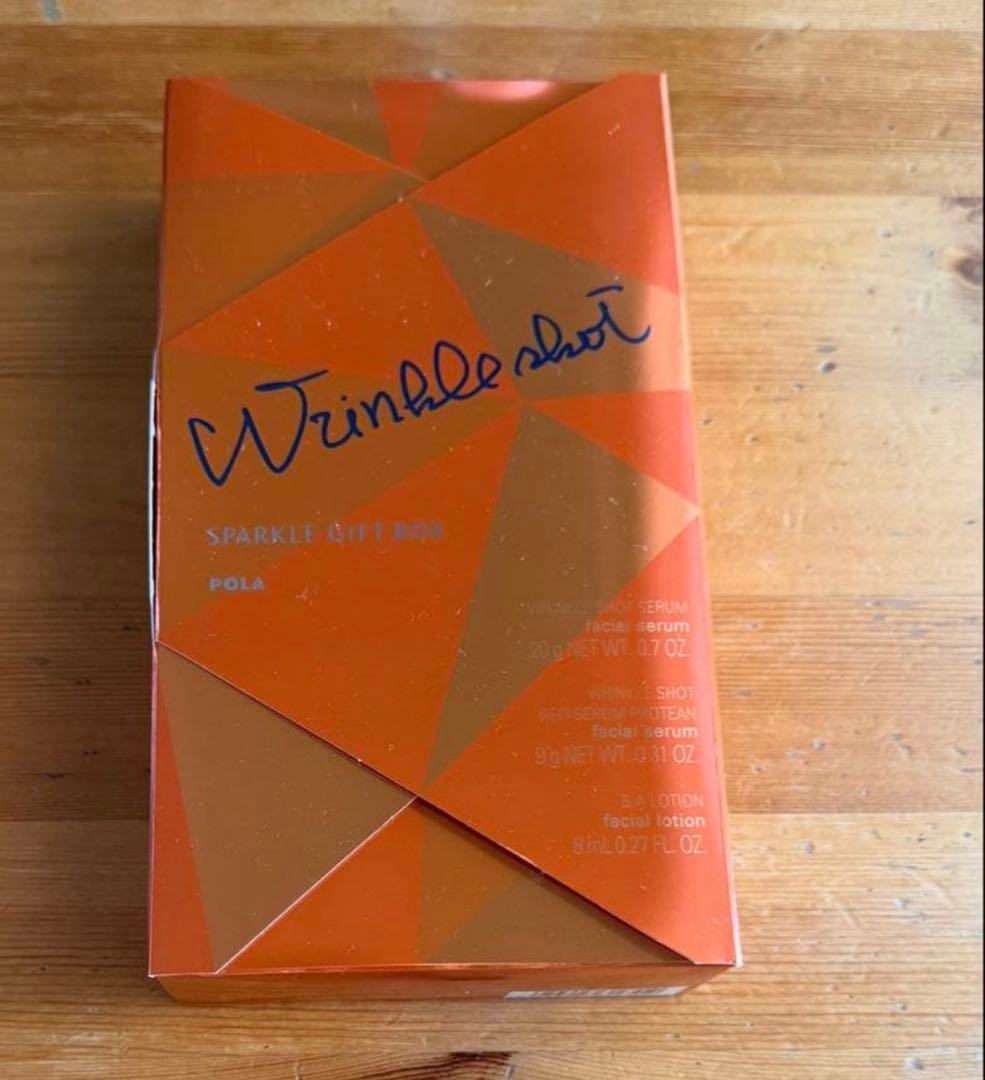 Wrinkle shot
SPARKLE GIFT BOX
POLA
WRINKLE SHOT SERUM
facial serum
20 g NET WT. 0.7 OZ.
WRINKLE SHOT
GEO SERUM PROTEAN
facial serum
9 g NET WT. 0.31 OZ.
B.A LOTION
facial lotion
8 mL 0.27 FL. OZ.